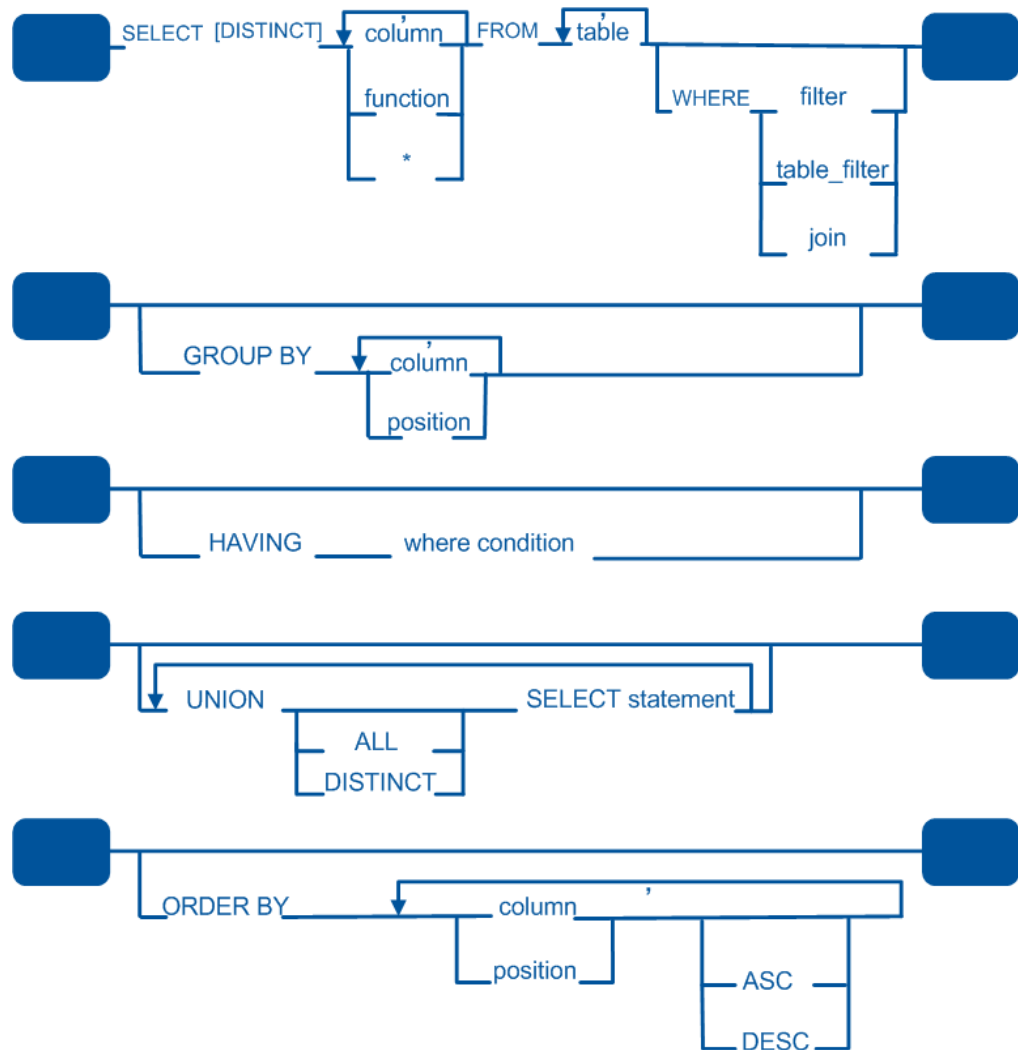 SELECT [DISTINCT] column , FROM table ,
function
WHERE filter
*
table_filter
join
,
GROUP BY column
position
HAVING where condition
UNION SELECT statement
ALL
DISTINCT
,
ORDER BY column
position
ASC
DESC